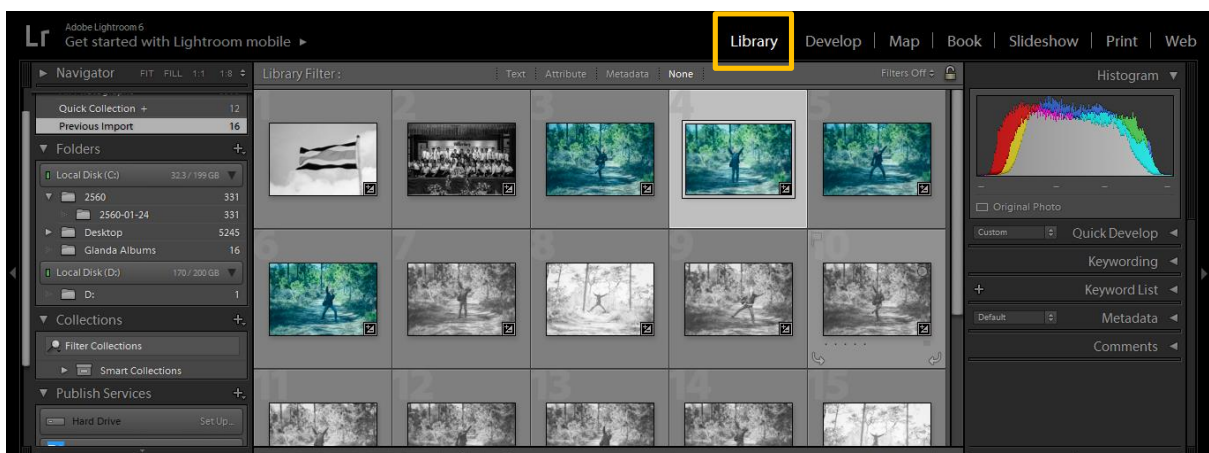 Lr
Adobe Lightroom 6
Get started with Lightroom mobile ▸
Library | Develop | Map | Book | Slideshow | Print | Web
Navigator FIT FILL 1:1 1:8
Quick Collection + 12
Previous Import 16
Folders +
Local Disk (C:) 32.3 / 199 GB
2560 331
2560-01-24 331
Desktop 5245
Glanda Albums 16
Local Disk (D:) 170 / 200 GB
D: 1
Collections +
Filter Collections
Smart Collections
Publish Services +
Hard Drive Set Up...
Library Filter : Text Attribute Metadata None Filters Off
1 2 3 4 5
6 7 8 9 10
11 12 13 14 15
Histogram
Original Photo
Custom Quick Develop
Keywording
+ Keyword List
Default Metadata
Comments